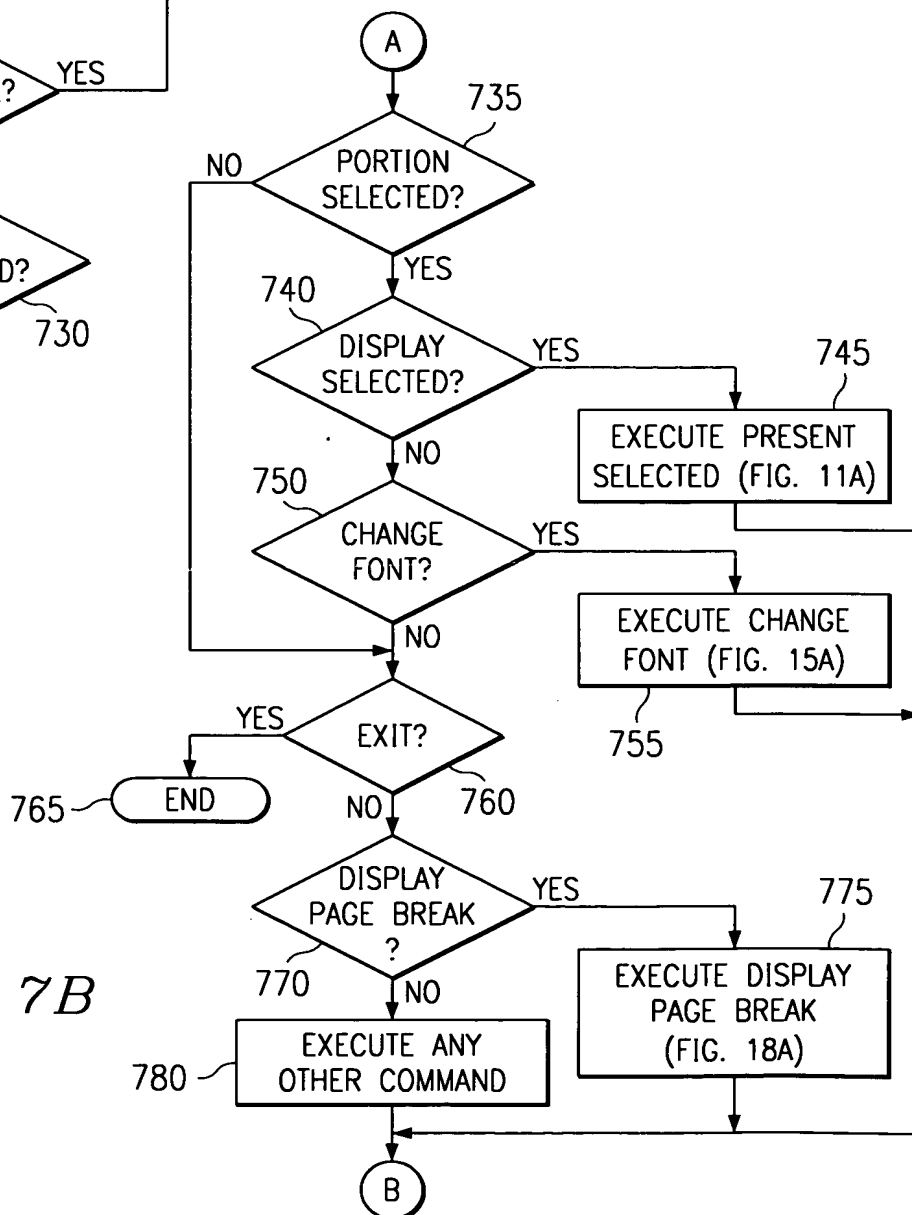 A
YES
?
735
NO
PORTION
SELECTED?
D?
730
YES
740
DISPLAY
SELECTED?
YES
745
EXECUTE PRESENT
SELECTED (FIG. 11A)
NO
750
CHANGE
FONT?
YES
EXECUTE CHANGE
FONT (FIG. 15A)
755
NO
YES
EXIT?
760
765
END
NO
DISPLAY
PAGE BREAK
?
770
YES
775
EXECUTE DISPLAY
PAGE BREAK
(FIG. 18A)
7B
NO
780
EXECUTE ANY
OTHER COMMAND
B